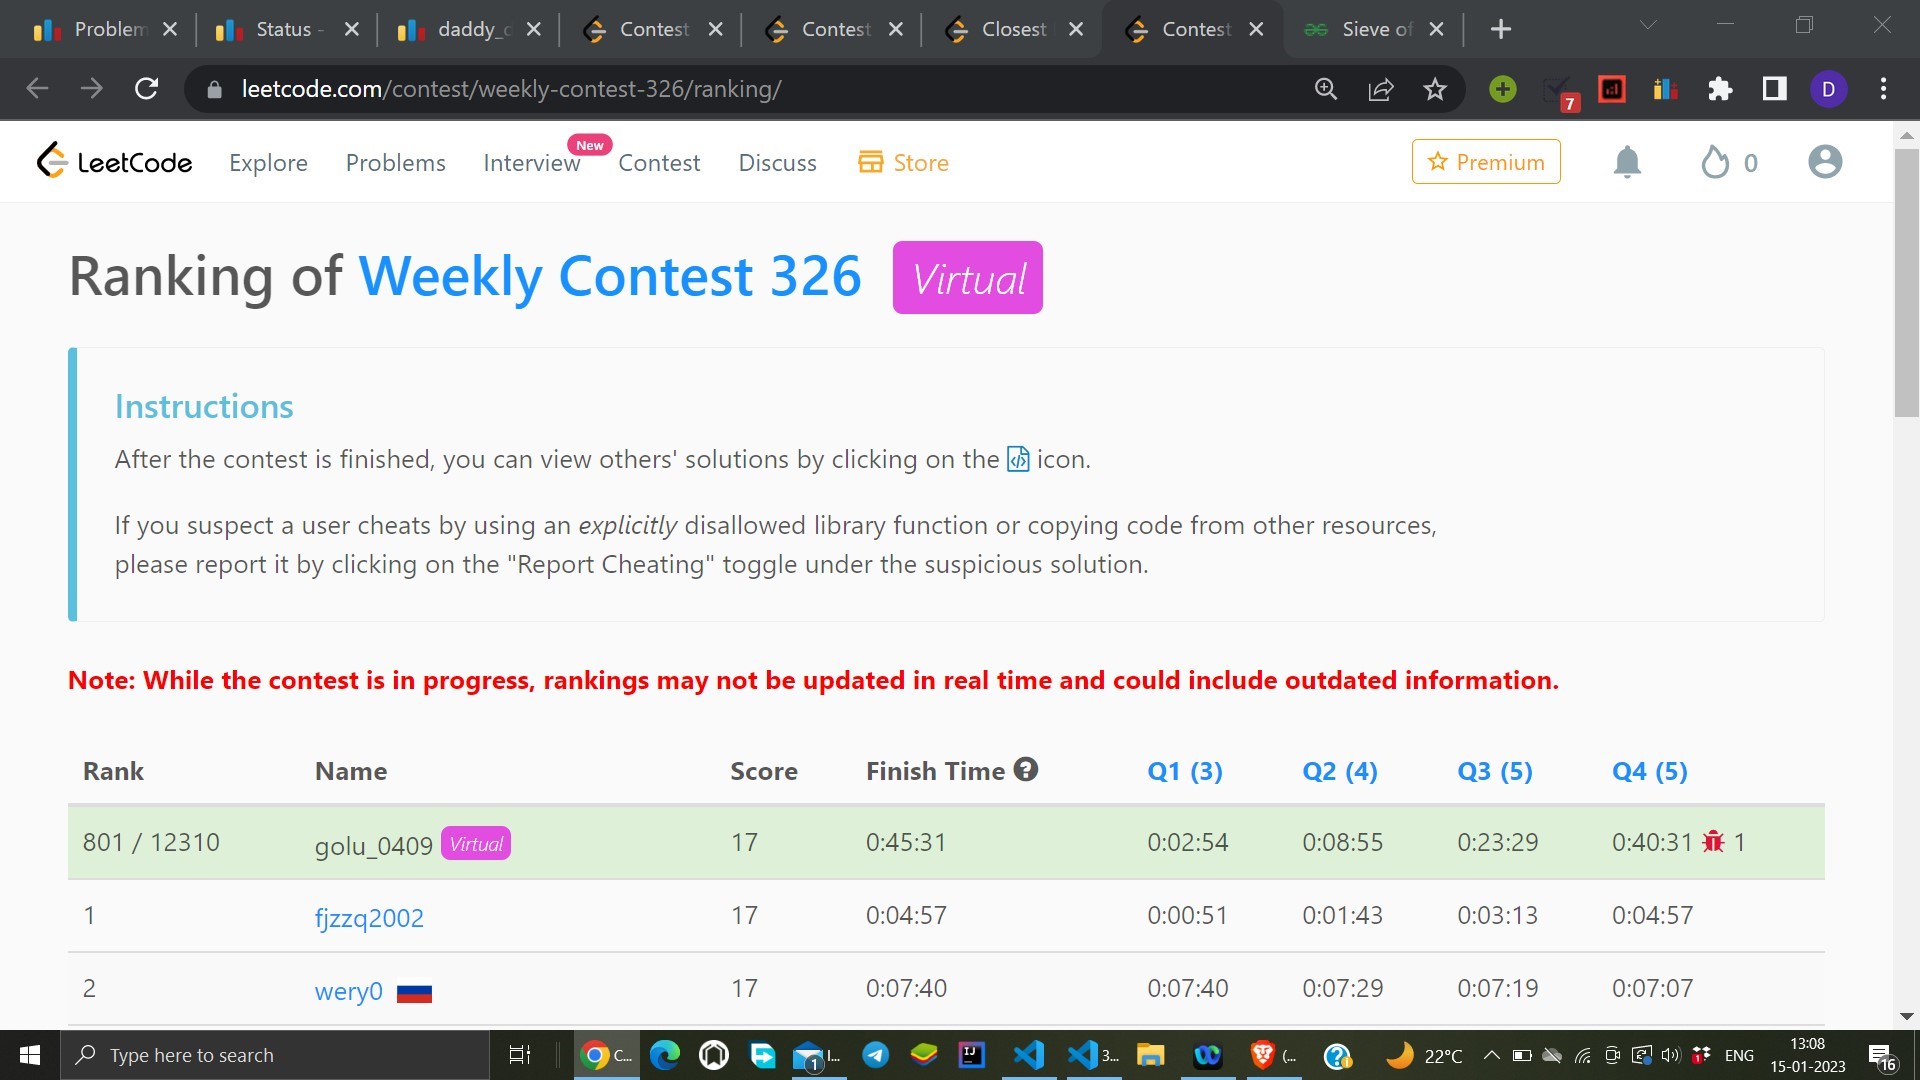 Problem
Status -
daddy_c
Contest
Contest
Closest
Contest
Sieve of
leetcode.com/contest/weekly-contest-326/ranking/
7
D
LeetCode
Explore
Problems
Interview
New
Contest
Discuss
Store
Premium
0
Ranking of Weekly Contest 326
Virtual
Instructions
After the contest is finished, you can view others' solutions by clicking on the </> icon.
If you suspect a user cheats by using an explicitly disallowed library function or copying code from other resources,
please report it by clicking on the "Report Cheating" toggle under the suspicious solution.
Note: While the contest is in progress, rankings may not be updated in real time and could include outdated information.
Rank Name Score Finish Time ? Q1 (3) Q2 (4) Q3 (5) Q4 (5)
801 / 12310 golu_0409 Virtual 17 0:45:31 0:02:54 0:08:55 0:23:29 0:40:31 1
1 fjzzq2002 17 0:04:57 0:00:51 0:01:43 0:03:13 0:04:57
2 wery0 17 0:07:40 0:07:40 0:07:29 0:07:19 0:07:07
Type here to search
C...
1
I...
IJ
3...
(...
22°C
1
ENG
13:08
15-01-2023
16